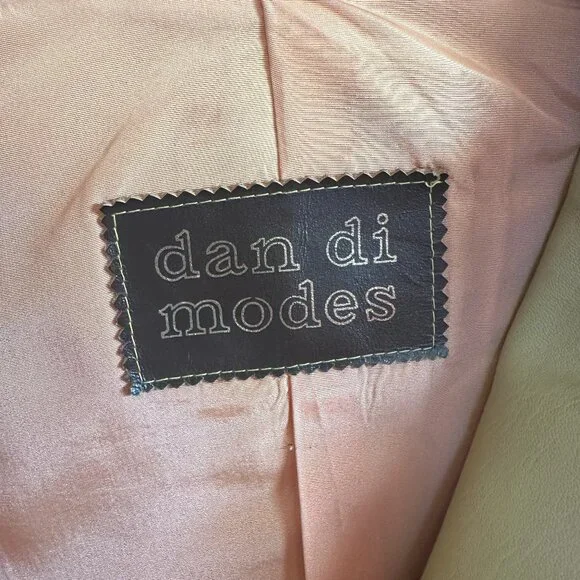 dan di
modes